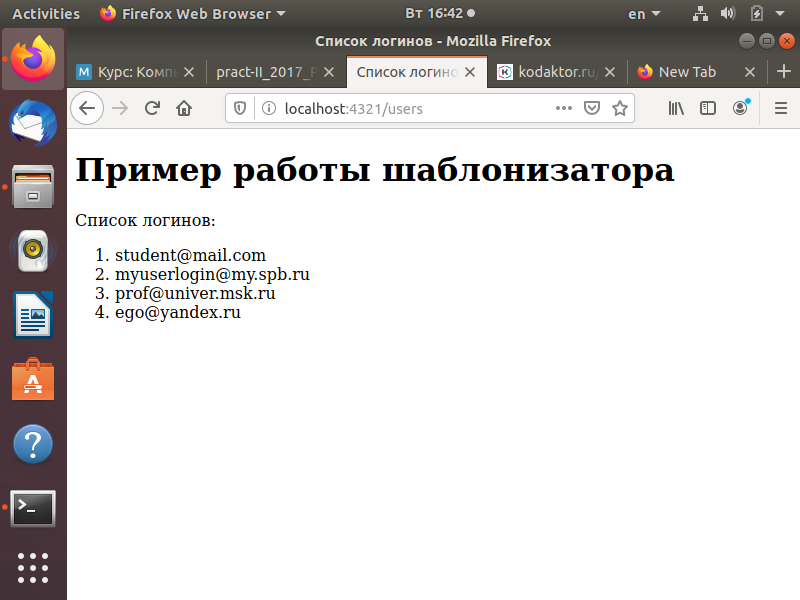 Activities Firefox Web Browser Вт 16:42 en
Список логинов - Mozilla Firefox
M Курс: Комп pract-II_2017_ Список логино kodaktor.ru/ New Tab
localhost:4321/users
Пример работы шаблонизатора
Список логинов:
1. student@mail.com
2. myuserlogin@my.spb.ru
3. prof@univer.msk.ru
4. ego@yandex.ru